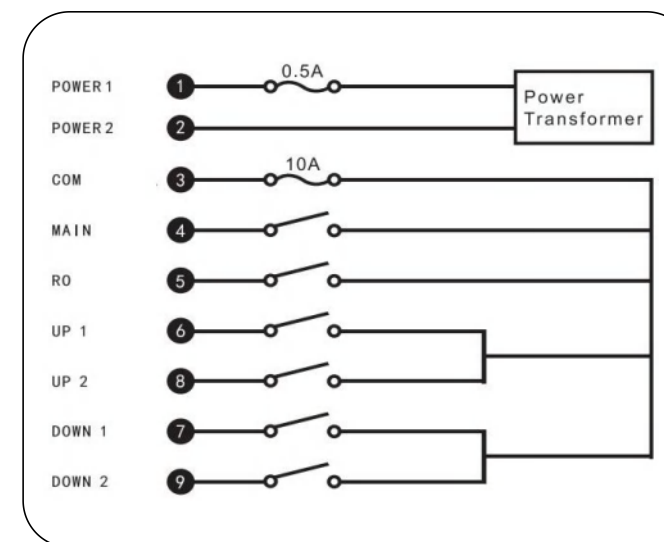 POWER 1 1 0.5A
Power
Transformer
POWER 2 2
COM 3 10A
MAIN 4
RO 5
UP 1 6
UP 2 8
DOWN 1 7
DOWN 2 9